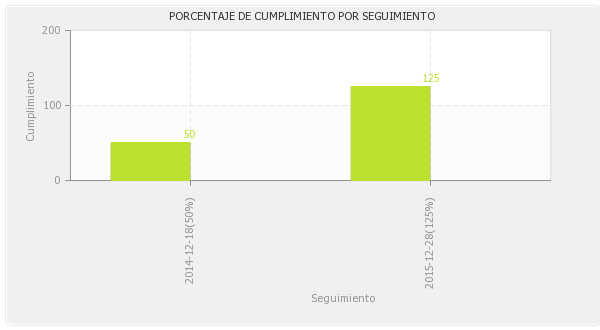 PORCENTAJE DE CUMPLIMIENTO POR SEGUIMIENTO
200
125
Cumplimiento
100
50
0
2014-12-18(50%)
2015-12-28(125%)
Seguimiento